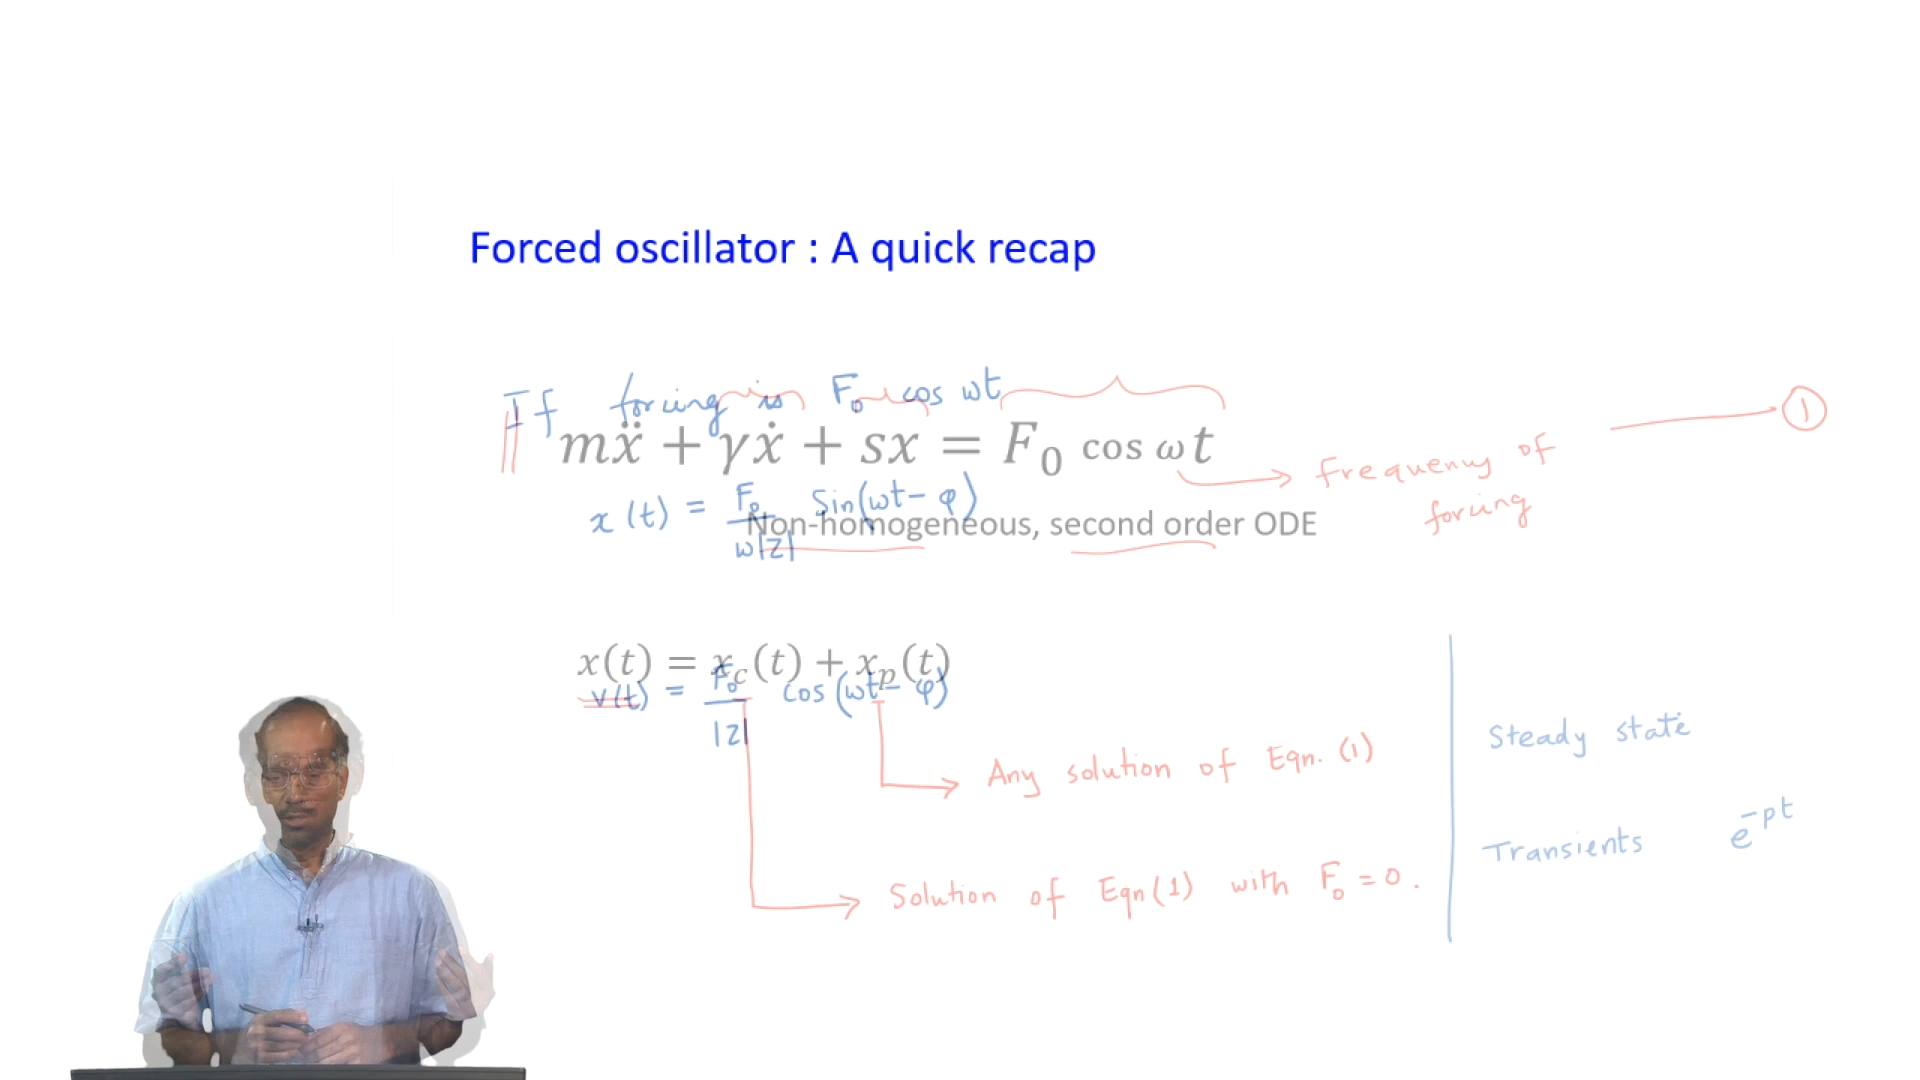 Forced oscillator : A quick recap
If forcing is F₀ cos ωt
mẍ + γẋ + sx = F₀ cos ωt
①
Frequency of forcing
x(t) = F₀/ω|Z| Sin(ωt − φ)
Non-homogeneous, second order ODE
x(t) = x_c(t) + x_p(t)
v(t) = F₀/|Z| cos(ωt − φ)
Any solution of Eqn. (1)
Solution of Eqn(1) with F₀ = 0.
Steady state
Transients e^{-pt}